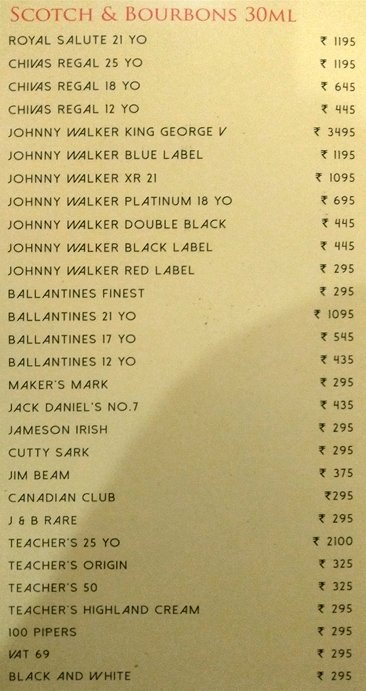 SCOTCH & BOURBONS 30ML
ROYAL SALUTE 21 YO ₹ 1195
CHIVAS REGAL 25 YO ₹ 1195
CHIVAS REGAL 18 YO ₹ 645
CHIVAS REGAL 12 YO ₹ 445
JOHNNY WALKER KING GEORGE V ₹ 3495
JOHNNY WALKER BLUE LABEL ₹ 1195
JOHNNY WALKER XR 21 ₹ 1095
JOHNNY WALKER PLATINUM 18 YO ₹ 695
JOHNNY WALKER DOUBLE BLACK ₹ 445
JOHNNY WALKER BLACK LABEL ₹ 445
JOHNNY WALKER RED LABEL ₹ 295
BALLANTINES FINEST ₹ 295
BALLANTINES 21 YO ₹ 1095
BALLANTINES 17 YO ₹ 545
BALLANTINES 12 YO ₹ 435
MAKER'S MARK ₹ 295
JACK DANIEL'S NO.7 ₹ 435
JAMESON IRISH ₹ 295
CUTTY SARK ₹ 295
JIM BEAM ₹ 375
CANADIAN CLUB ₹295
J & B RARE ₹ 295
TEACHER'S 25 YO ₹ 2100
TEACHER'S ORIGIN ₹ 325
TEACHER'S 50 ₹ 325
TEACHER'S HIGHLAND CREAM ₹ 295
100 PIPERS ₹ 295
VAT 69 ₹ 295
BLACK AND WHITE ₹ 295